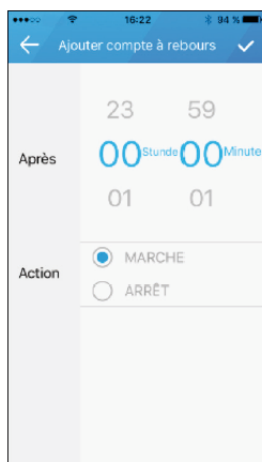 16:22 94 %
Ajouter compte à rebours
23 59
Après 00 Stunde 00 Minute
01 01
Action MARCHE
ARRÊT